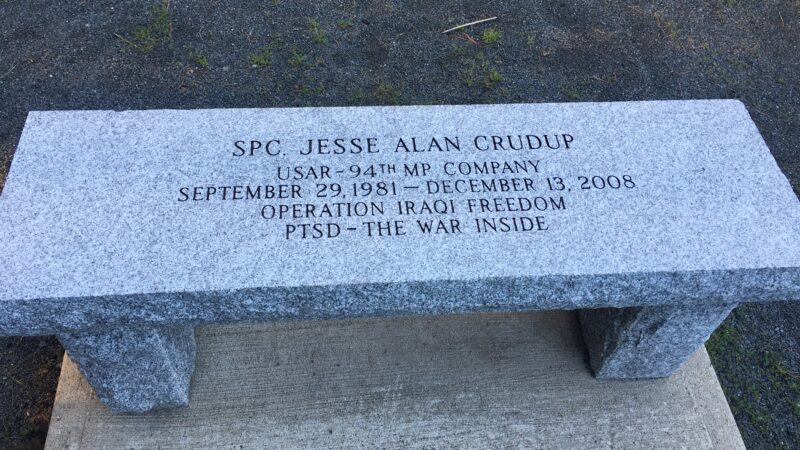 SPC. JESSE ALAN CRUDUP
USAR-94TH MP COMPANY
SEPTEMBER 29, 1981 — DECEMBER 13, 2008
OPERATION IRAQI FREEDOM
PTSD - THE WAR INSIDE